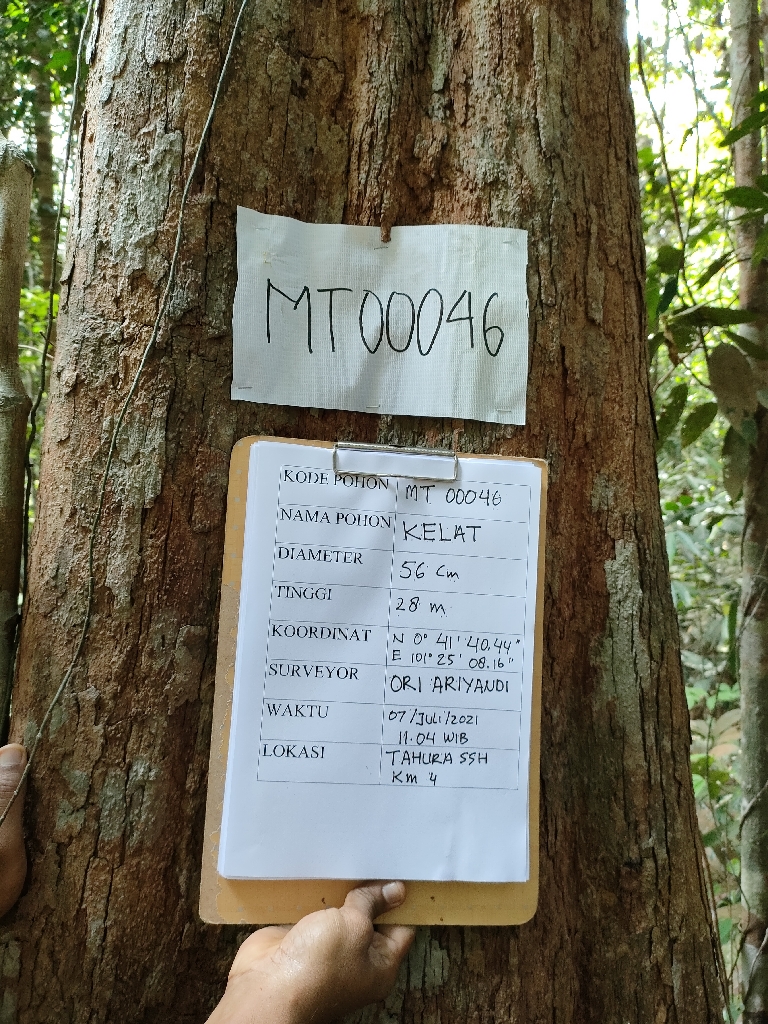 MT00046
KODE POHON MT 00046
NAMA POHON KELAT
DIAMETER 56 Cm
TINGGI 28 m
KOORDINAT N 0° 41' 40.44"
E 101° 25' 08.16"
SURVEYOR ORI ARIYANDI
WAKTU 07/JULI/2021
11.04 WIB
LOKASI TAHURA SSH
Km 4